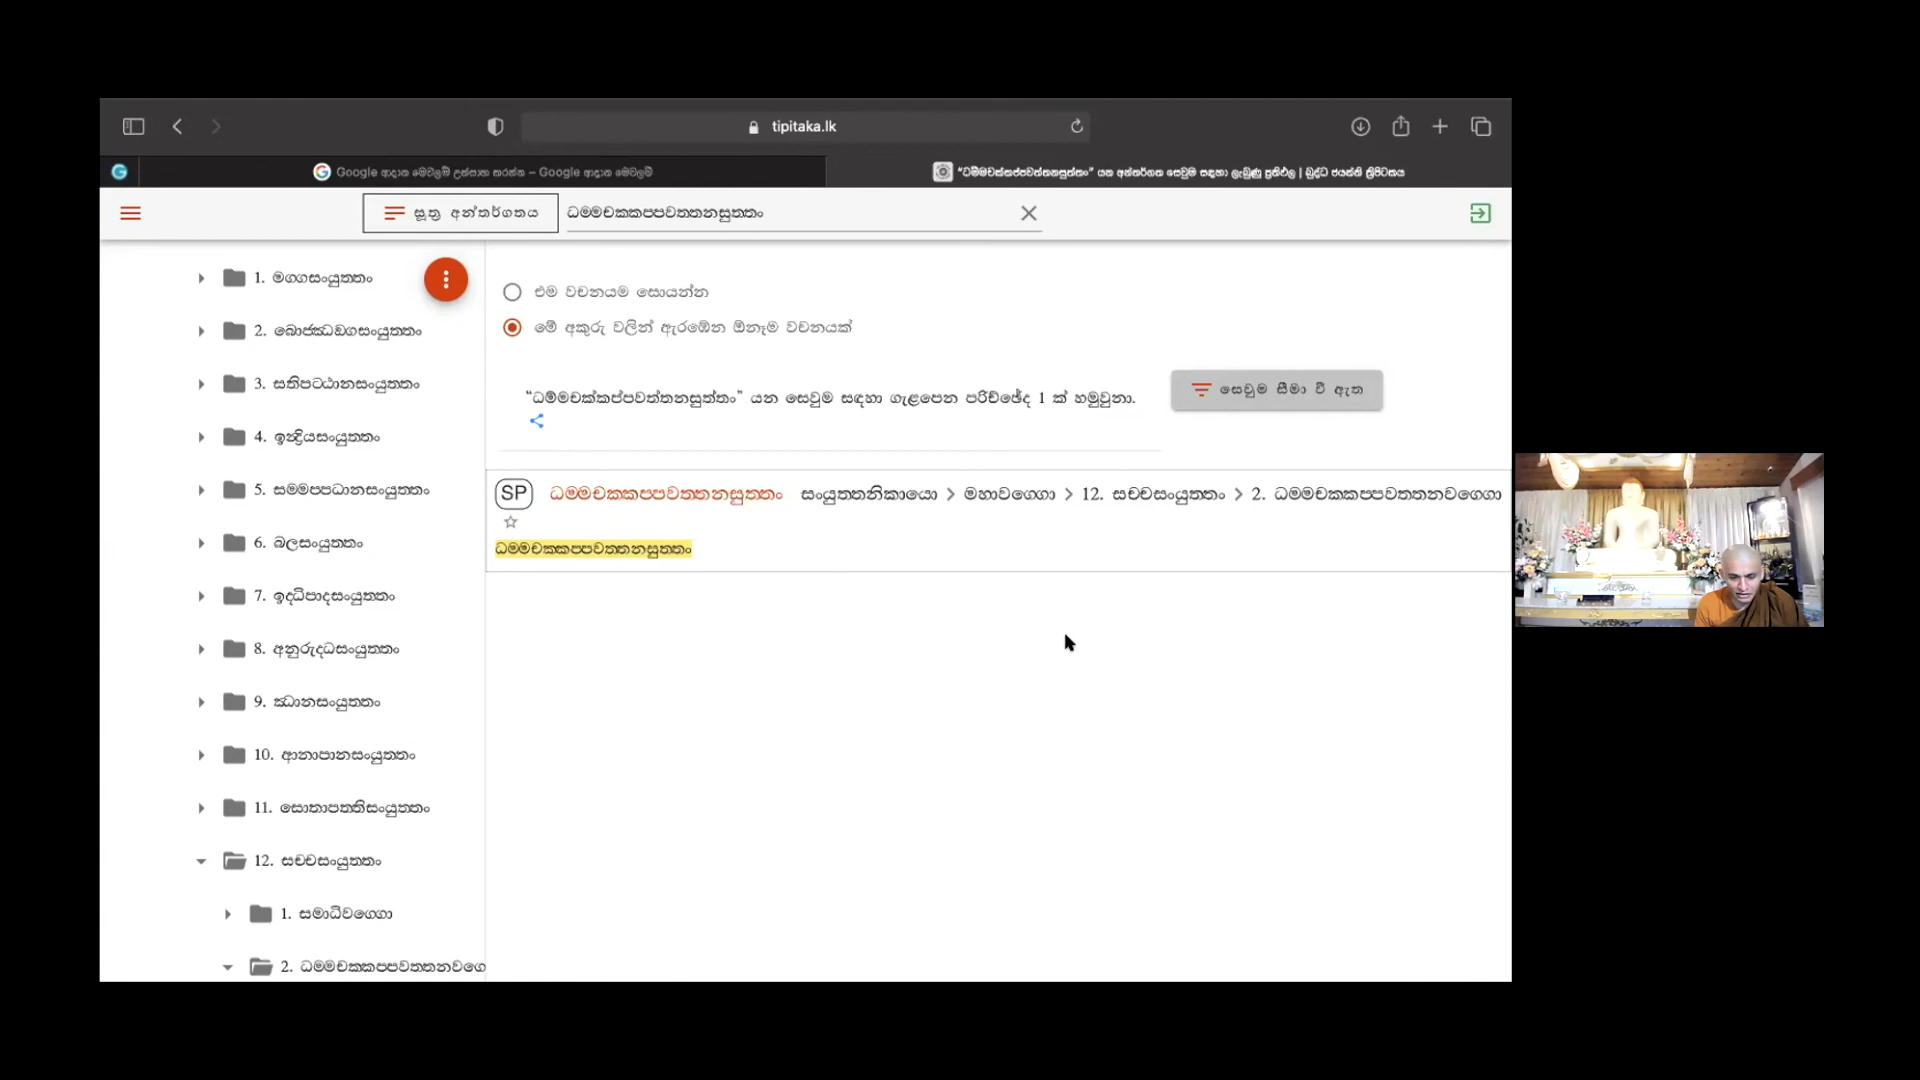 tipitaka.lk
Google ආදාන මෙවලම් උත්සාහ කරන්න – Google ආදාන මෙවලම්
“ධම්මචක්කප්පවත්තනසුත්තං” යන අන්තර්ගත සෙවුම සඳහා ලැබුණු ප්‍රතිඵල | බුද්ධ ජයන්ති ත්‍රිපිටකය
සූත්‍ර අන්තර්ගතය
ධම්මචක්කප්පවත්තනසුත්තං
1. මග්ගසංයුත්තං
2. බොජ්ඣඞ්ගසංයුත්තං
3. සතිපට්ඨානසංයුත්තං
4. ඉන්ද්‍රියසංයුත්තං
5. සම්මප්පධානසංයුත්තං
6. බලසංයුත්තං
7. ඉද්ධිපාදසංයුත්තං
8. අනුරුද්ධසංයුත්තං
9. ඣානසංයුත්තං
10. ආනාපානසංයුත්තං
11. සොතාපත්තිසංයුත්තං
12. සච්චසංයුත්තං
1. සමාධිවග්ගො
2. ධම්මචක්කප්පවත්තනවගෙ
එම වචනයම සොයන්න
මේ අකුරු වලින් ඇරඹෙන ඕනෑම වචනයක්
“ධම්මචක්කප්පවත්තනසුත්තං” යන සෙවුම සඳහා ගැළපෙන පරිච්ඡේද 1 ක් හමුවුනා.
සෙවුම සීමා වී ඇත
SP ධම්මචක්කප්පවත්තනසුත්තං සංයුත්තනිකායො > මහාවග්ගො > 12. සච්චසංයුත්තං > 2. ධම්මචක්කප්පවත්තනවග්ගො
ධම්මචක්කප්පවත්තනසුත්තං